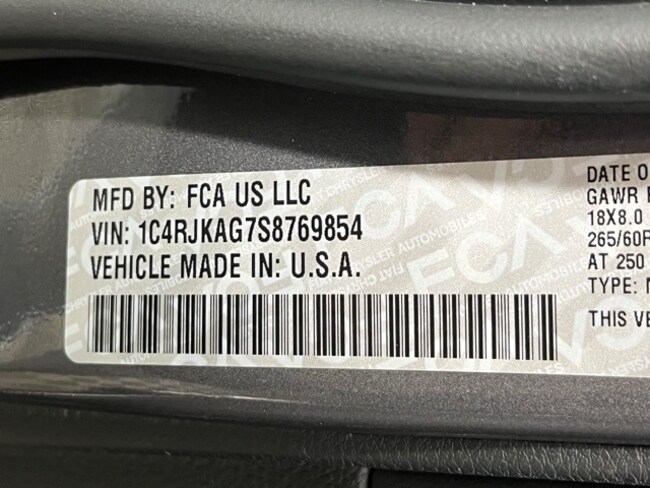 MFD BY: FCA US LLC
VIN: 1C4RJKAG7S8769854
VEHICLE MADE IN: U.S.A.
DATE O
GAWR
18X8.0
265/60R
AT 250
TYPE:
THIS VE